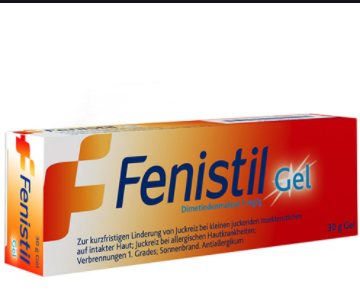 Fenistil Gel
Dimetindenmaleat 1 mg/g
Zur kurzfristigen Linderung von Juckreiz bei kleinen juckenden
auf intakter Haut; Juckreiz bei allergischen Hautkrankheiten;
Verbrennungen 1. Grades; Sonnenbrand. Antiallergikum
30 g Gel
Fenistil
Gel
30 g Gel